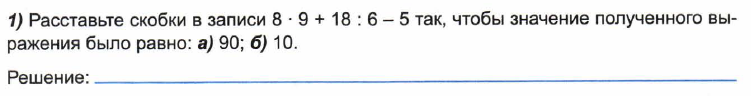 1) Расставьте скобки в записи 8 · 9 + 18 : 6 – 5 так, чтобы значение полученного вы-
ражения было равно: а) 90; б) 10.
Решение: